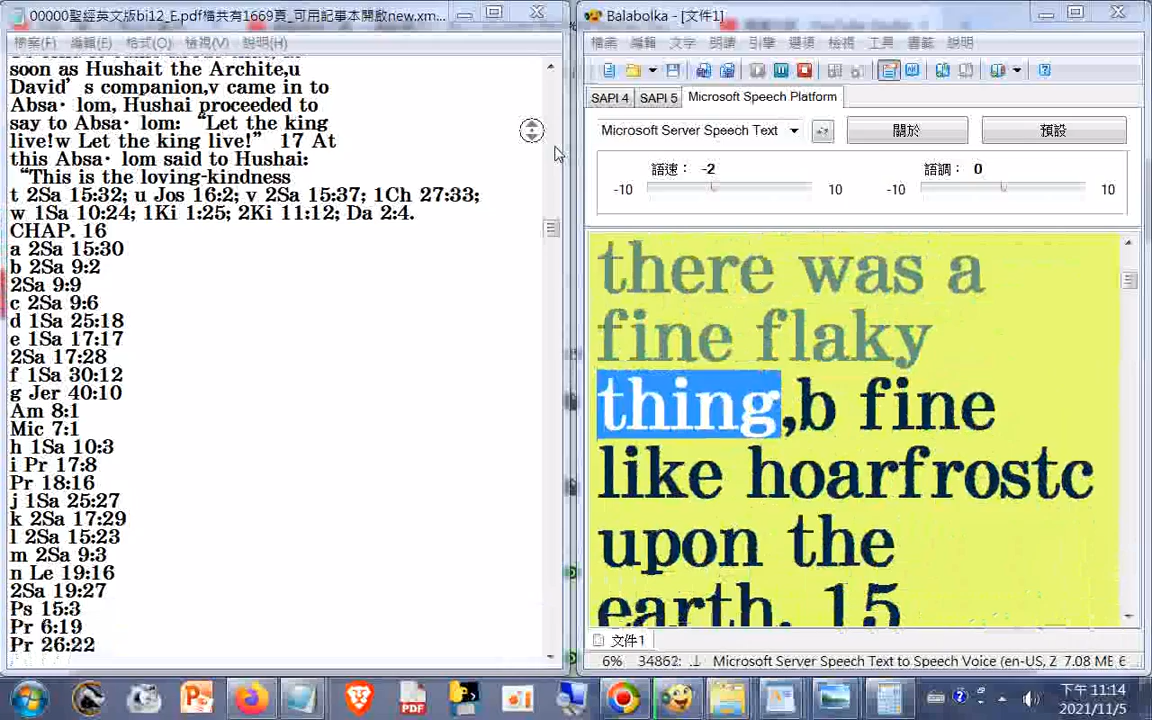 00000聖經英文版bi12_E.pdf檔共有1669頁_可用記事本開啟new.xm...
檔案(F) 編輯(E) 格式(O) 檢視(V) 說明(H)
soon as Hushait the Archite,u
David’s companion,v came in to
Absa·lom, Hushai proceeded to
say to Absa·lom: “Let the king
live!w Let the king live!” 17 At
this Absa·lom said to Hushai:
“This is the loving-kindness
t 2Sa 15:32; u Jos 16:2; v 2Sa 15:37; 1Ch 27:33;
w 1Sa 10:24; 1Ki 1:25; 2Ki 11:12; Da 2:4.
CHAP. 16
a 2Sa 15:30
b 2Sa 9:2
2Sa 9:9
c 2Sa 9:6
d 1Sa 25:18
e 1Sa 17:17
2Sa 17:28
f 1Sa 30:12
g Jer 40:10
Am 8:1
Mic 7:1
h 1Sa 10:3
i Pr 17:8
Pr 18:16
j 1Sa 25:27
k 2Sa 17:29
l 2Sa 15:23
m 2Sa 9:3
n Le 19:16
2Sa 19:27
Ps 15:3
Pr 6:19
Pr 26:22
Balabolka - [文件1]
檔案 編輯 文字 朗讀 引擎 選項 檢視 工具 書籤 說明
SAPI 4 SAPI 5 Microsoft Speech Platform
Microsoft Server Speech Text 關於 預設
語速: -2 語調: 0
-10 10 -10 10
there was a
fine flaky
thing,b fine
like hoarfrostc
upon the
earth. 15
文件1
6% 34862: Microsoft Server Speech Text to Speech Voice (en-US, Z 7.08 MB 6
PDF
下午 11:14
2021/11/5